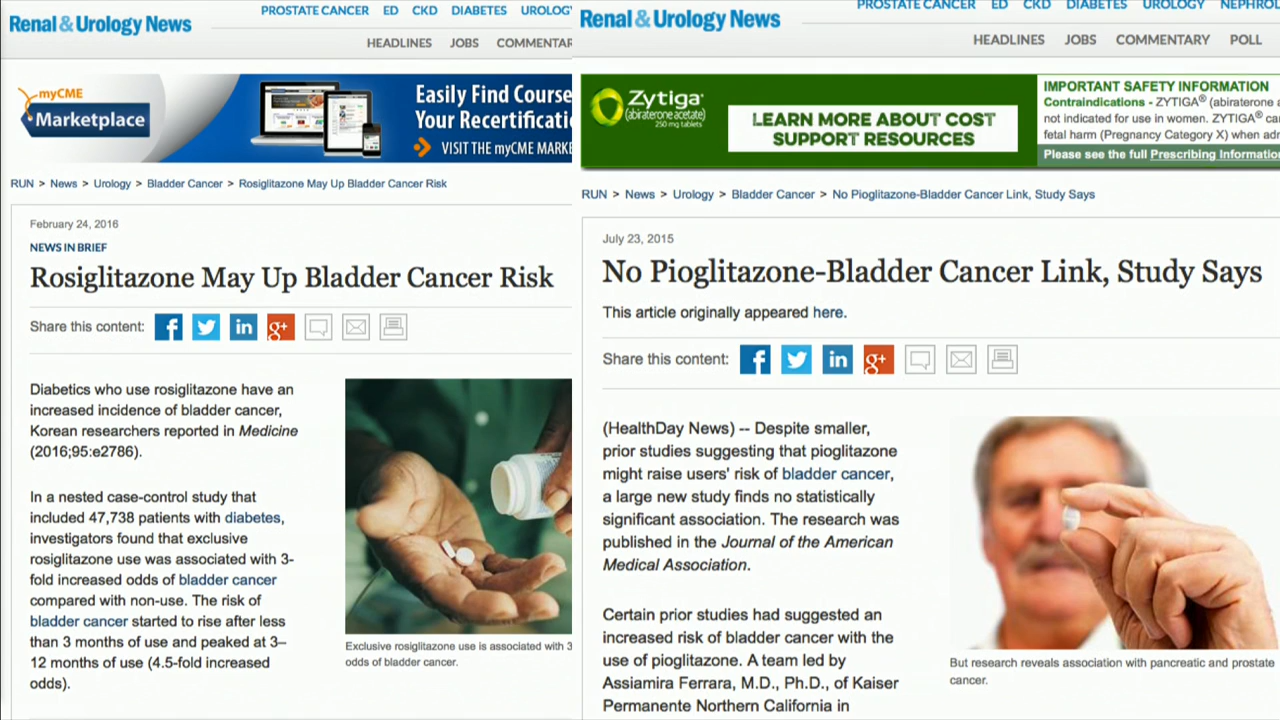 Renal & Urology News
PROSTATE CANCER ED CKD DIABETES UROLOGY
HEADLINES JOBS COMMENTAR
myCME
Marketplace
Easily Find Course
Your Recertificatio
VISIT THE myCME MARKE
RUN > News > Urology > Bladder Cancer > Rosiglitazone May Up Bladder Cancer Risk
February 24, 2016
NEWS IN BRIEF
Rosiglitazone May Up Bladder Cancer Risk
Share this content:
f
in
g+
Diabetics who use rosiglitazone have an
increased incidence of bladder cancer,
Korean researchers reported in Medicine
(2016;95:e2786).
In a nested case-control study that
included 47,738 patients with diabetes,
investigators found that exclusive
rosiglitazone use was associated with 3-
fold increased odds of bladder cancer
compared with non-use. The risk of
bladder cancer started to rise after less
than 3 months of use and peaked at 3–
12 months of use (4.5-fold increased
odds).
Exclusive rosiglitazone use is associated with 3
odds of bladder cancer.
Renal & Urology News
PROSTATE CANCER ED CKD DIABETES UROLOGY NEPHROL
HEADLINES JOBS COMMENTARY POLL
Zytiga®
(abiraterone acetate)
250 mg tablets
LEARN MORE ABOUT COST
SUPPORT RESOURCES
IMPORTANT SAFETY INFORMATION
Contraindications - ZYTIGA® (abiraterone a
not indicated for use in women. ZYTIGA® ca
fetal harm (Pregnancy Category X) when adr
Please see the full Prescribing Information
RUN > News > Urology > Bladder Cancer > No Pioglitazone-Bladder Cancer Link, Study Says
July 23, 2015
No Pioglitazone-Bladder Cancer Link, Study Says
This article originally appeared here.
Share this content:
f
in
g+
(HealthDay News) -- Despite smaller,
prior studies suggesting that pioglitazone
might raise users' risk of bladder cancer,
a large new study finds no statistically
significant association. The research was
published in the Journal of the American
Medical Association.
Certain prior studies had suggested an
increased risk of bladder cancer with the
use of pioglitazone. A team led by
Assiamira Ferrara, M.D., Ph.D., of Kaiser
Permanente Northern California in
But research reveals association with pancreatic and prostate
cancer.